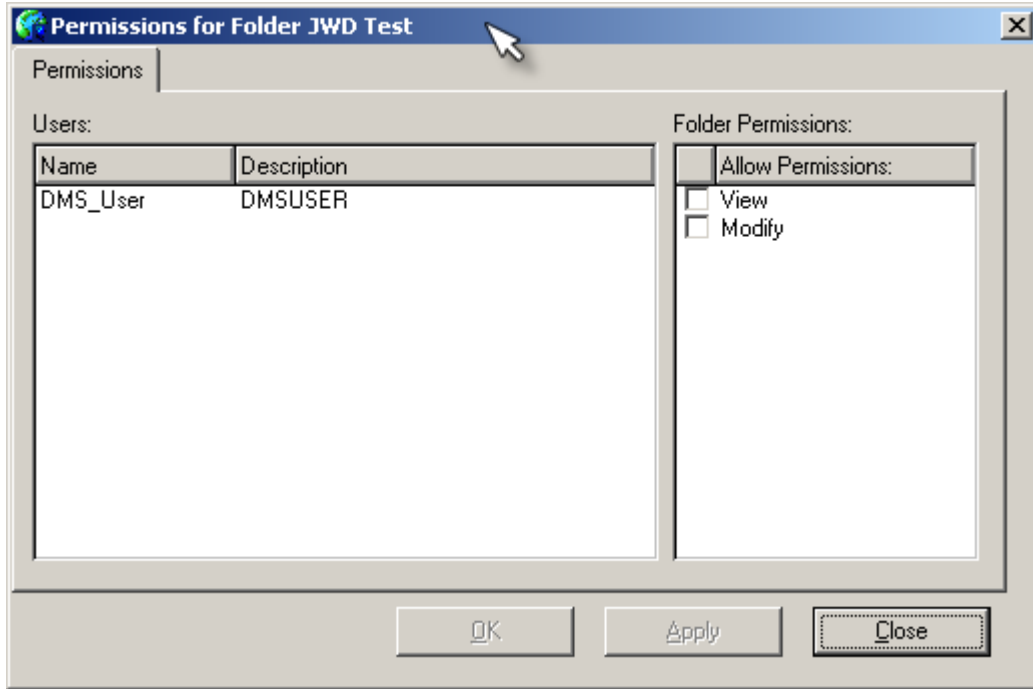 Permissions for Folder JWD Test
Permissions
Users:
Folder Permissions:
Name Description
Allow Permissions:
DMS_User DMSUSER
View
Modify
OK Apply Close